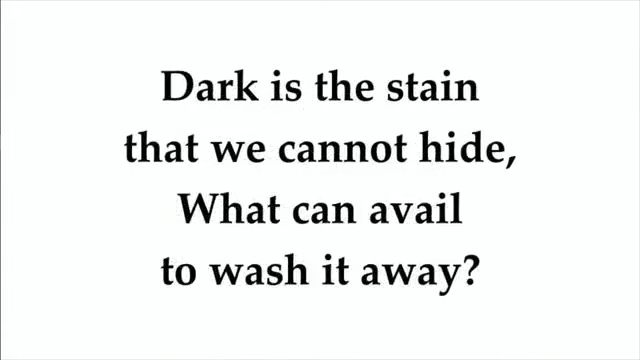 Dark is the stain
that we cannot hide,
What can avail
to wash it away?